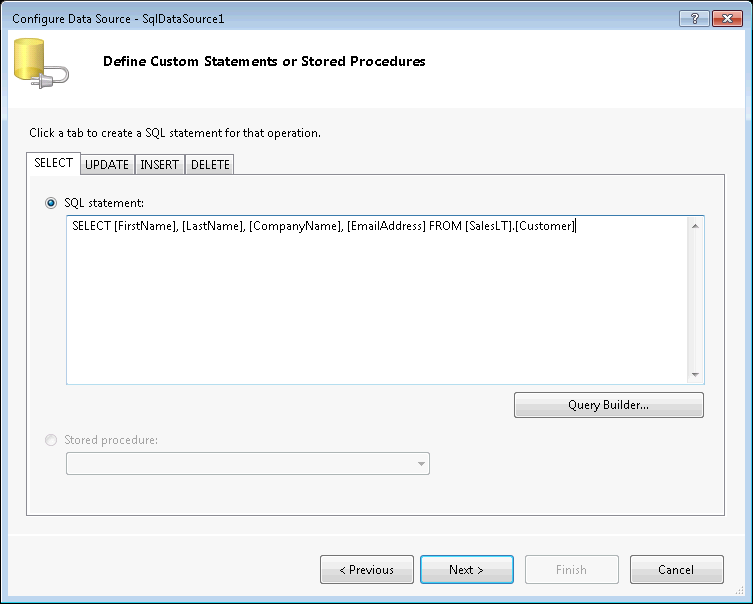 Configure Data Source - SqlDataSource1
?
Define Custom Statements or Stored Procedures
Click a tab to create a SQL statement for that operation.
SELECT UPDATE INSERT DELETE
SQL statement:
SELECT [FirstName], [LastName], [CompanyName], [EmailAddress] FROM [SalesLT].[Customer]
Query Builder...
Stored procedure:
< Previous Next > Finish Cancel